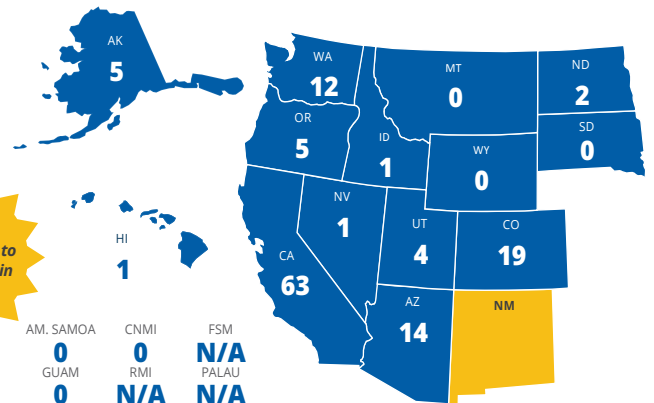 AK
5
WA
12
MT
0
ND
2
OR
5
ID
1
SD
0
WY
0
NV
1
UT
4
CO
19
to
in
HI
1
CA
63
AZ
14
NM
AM. SAMOA CNMI FSM
0 0 N/A
GUAM RMI PALAU
0 N/A N/A